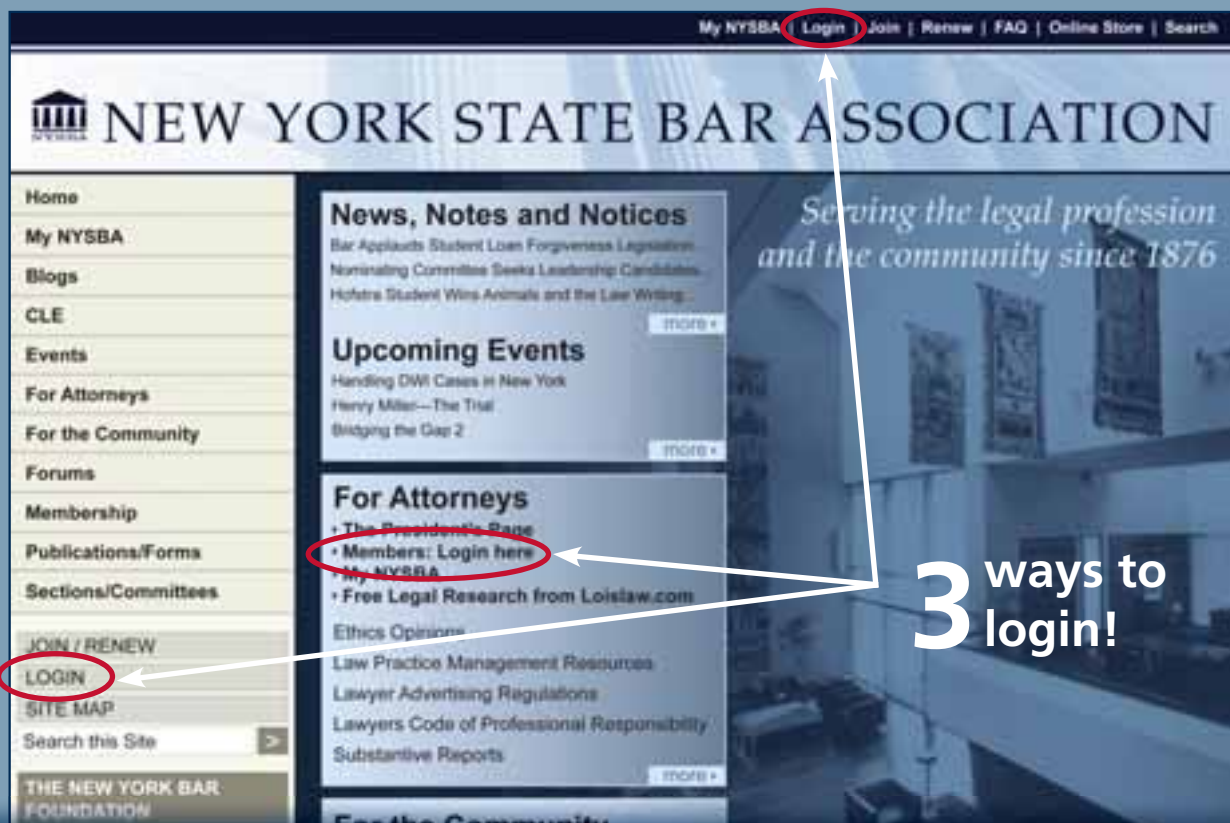 My NYSBA | Login | Join | Renew | FAQ | Online Store | Search
NYSBA
NEW YORK STATE BAR ASSOCIATION
Serving the legal profession
and the community since 1876
Home
My NYSBA
Blogs
CLE
Events
For Attorneys
For the Community
Forums
Membership
Publications/Forms
Sections/Committees
JOIN / RENEW
LOGIN
SITE MAP
Search this Site >
THE NEW YORK BAR
FOUNDATION
News, Notes and Notices
Bar Applauds Student Loan Forgiveness Legislation...
Nominating Committee Seeks Leadership Candidates...
Hofstra Student Wins Animals and the Law Writing...
more
Upcoming Events
Handling DWI Cases in New York
Henry Miller—The Trial
Bridging the Gap 2
more
For Attorneys
• The President's Page
• Members: Login here
• My NYSBA
• Free Legal Research from Loislaw.com
Ethics Opinions
Law Practice Management Resources
Lawyer Advertising Regulations
Lawyers Code of Professional Responsibility
Substantive Reports
more
For the Community
3 ways to
login!